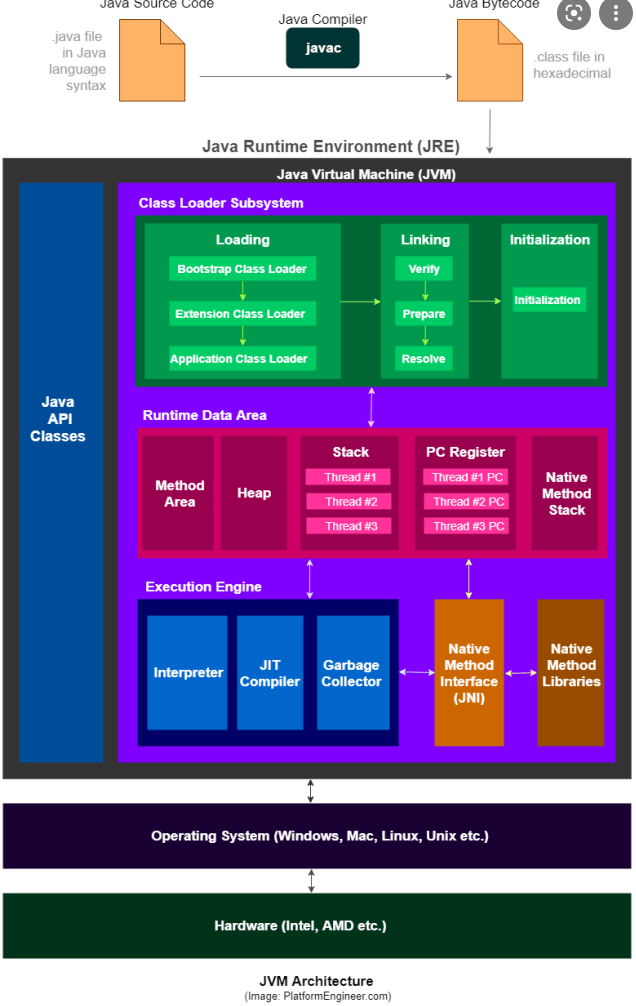 Java Source Code
Java Compiler
Java Bytecode
.java file
in Java
language
syntax
javac
.class file in
hexadecimal
Java Runtime Environment (JRE)
Java Virtual Machine (JVM)
Java
API
Classes
Class Loader Subsystem
Loading
Bootstrap Class Loader
Extension Class Loader
Application Class Loader
Linking
Verify
Prepare
Resolve
Initialization
Initialization
Runtime Data Area
Method
Area
Heap
Stack
Thread #1
Thread #2
Thread #3
PC Register
Thread #1 PC
Thread #2 PC
Thread #3 PC
Native
Method
Stack
Execution Engine
Interpreter
JIT
Compiler
Garbage
Collector
Native
Method
Interface
(JNI)
Native
Method
Libraries
Operating System (Windows, Mac, Linux, Unix etc.)
Hardware (Intel, AMD etc.)
JVM Architecture
(Image: PlatformEngineer.com)